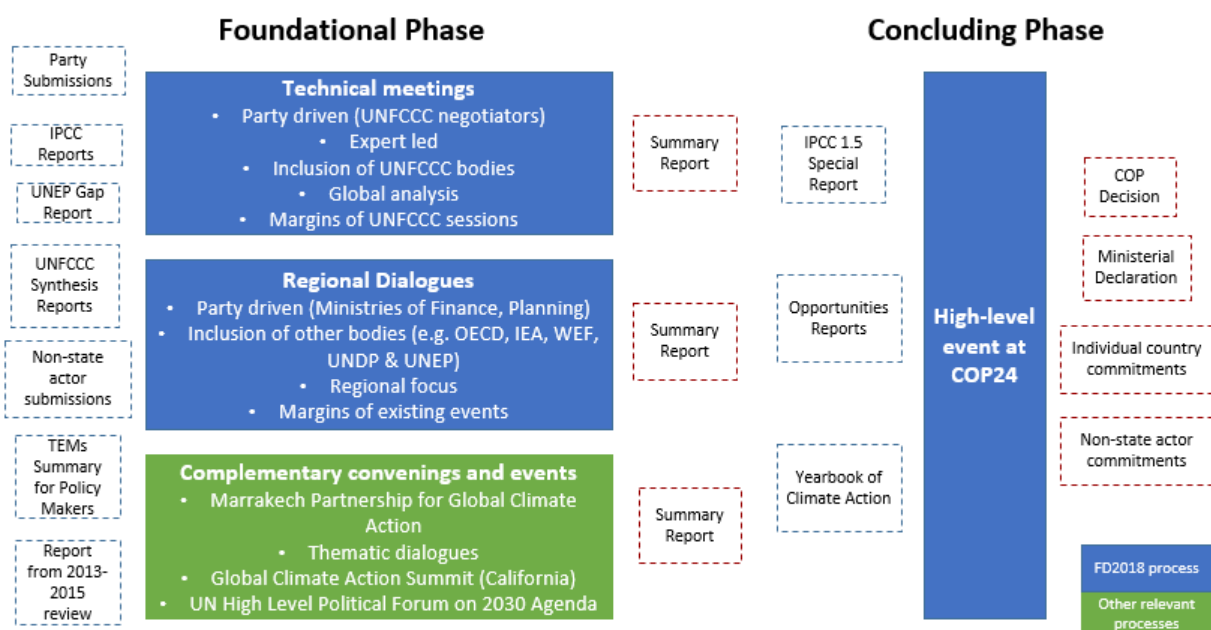 Foundational Phase
Concluding Phase
Party
Submissions
IPCC
Reports
UNEP Gap
Report
UNFCCC
Synthesis
Reports
Non-state
actor
submissions
TEMs
Summary
for Policy
Makers
Report
from 2013-
2015
review
Technical meetings
• Party driven (UNFCCC negotiators)
• Expert led
• Inclusion of UNFCCC bodies
• Global analysis
• Margins of UNFCCC sessions
Regional Dialogues
• Party driven (Ministries of Finance, Planning)
• Inclusion of other bodies (e.g. OECD, IEA, WEF,
UNDP & UNEP)
• Regional focus
• Margins of existing events
Complementary convenings and events
• Marrakech Partnership for Global Climate
Action
• Thematic dialogues
• Global Climate Action Summit (California)
• UN High Level Political Forum on 2030 Agenda
Summary
Report
Summary
Report
Summary
Report
IPCC 1.5
Special
Report
Opportunities
Reports
Yearbook of
Climate Action
High-level
event at
COP24
COP
Decision
Ministerial
Declaration
Individual country
commitments
Non-state actor
commitments
FD2018 process
Other relevant
processes